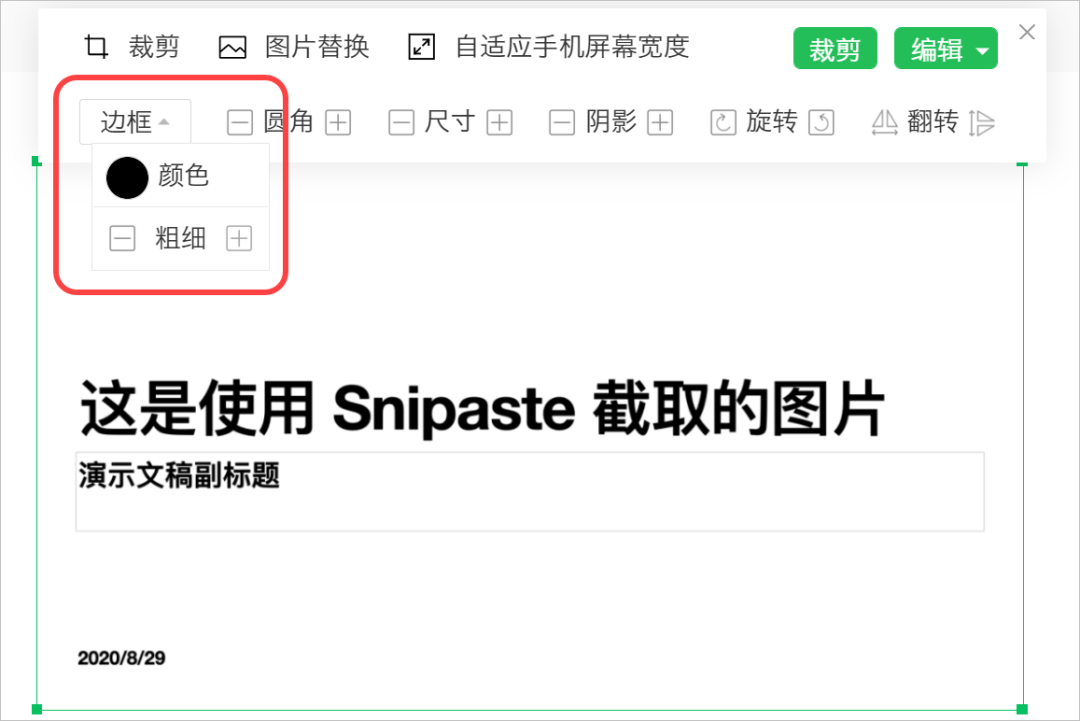 裁剪 图片替换 自适应手机屏幕宽度 裁剪 编辑
边框 圆角 尺寸 阴影 旋转 翻转
颜色
粗细
这是使用 Snipaste 截取的图片
演示文稿副标题
2020/8/29